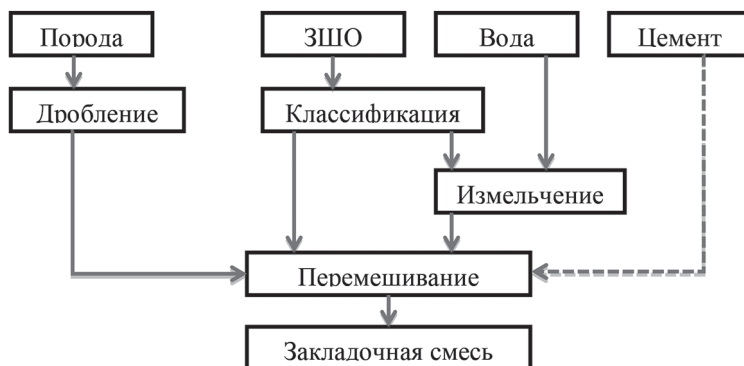 Порода
ЗШО
Вода
Цемент
Дробление
Классификация
Измельчение
Перемешивание
Закладочная смесь